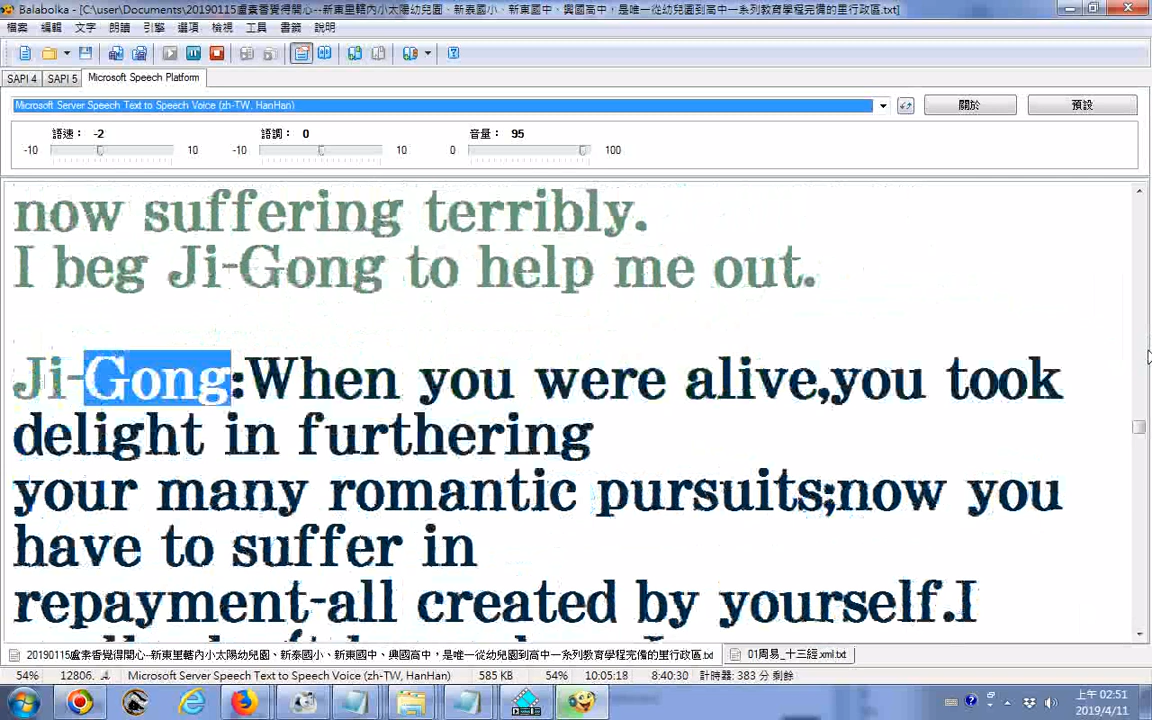 Balabolka - [C:\user\Documents\20190115盧素香覺得開心--新東里轄內小太陽幼兒園、新泰國小、新東國中、興國高中，是唯一從幼兒園到高中一系列教育學程完備的里行政區.txt]
檔案 編輯 文字 朗讀 引擎 選項 檢視 工具 書籤 說明
SAPI 4 SAPI 5 Microsoft Speech Platform
Microsoft Server Speech Text to Speech Voice (zh-TW, HanHan) 關於 預設
語速： -2 語調： 0 音量： 95
-10 10 -10 10 0 100
now suffering terribly.
I beg Ji-Gong to help me out.
Ji-Gong:When you were alive,you took
delight in furthering
your many romantic pursuits;now you
have to suffer in
repayment-all created by yourself.I
20190115盧素香覺得開心--新東里轄內小太陽幼兒園、新泰國小、新東國中、興國高中，是唯一從幼兒園到高中一系列教育學程完備的里行政區.txt 01周易_十三經.xml.txt
54% 12806. Microsoft Server Speech Text to Speech Voice (zh-TW, HanHan) 585 KB 54% 10:05:18 8:40:30 計時器: 383 分 剩餘
上午 02:51
2019/4/11